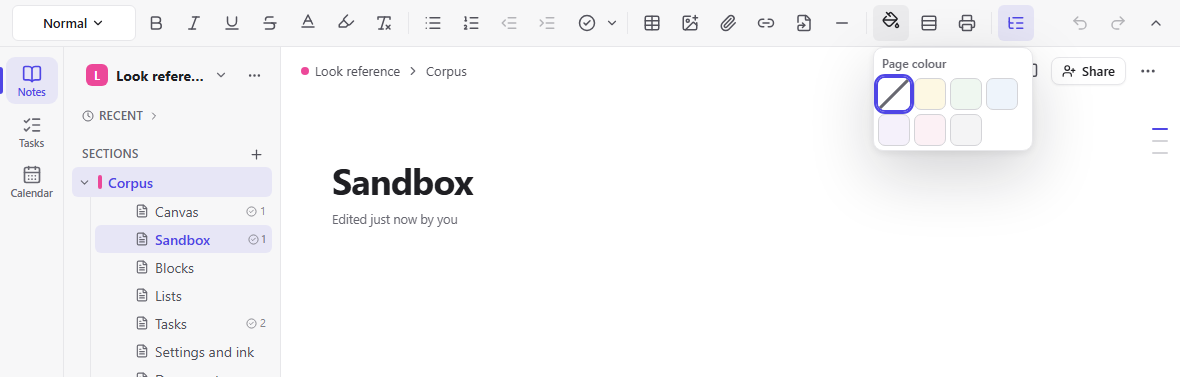 Normal
Page colour
Notes
Tasks
Calendar
L Look refere...
RECENT
SECTIONS
Corpus
Canvas 1
Sandbox 1
Blocks
Lists
Tasks 2
Settings and ink
Look reference > Corpus
Share
Sandbox
Edited just now by you